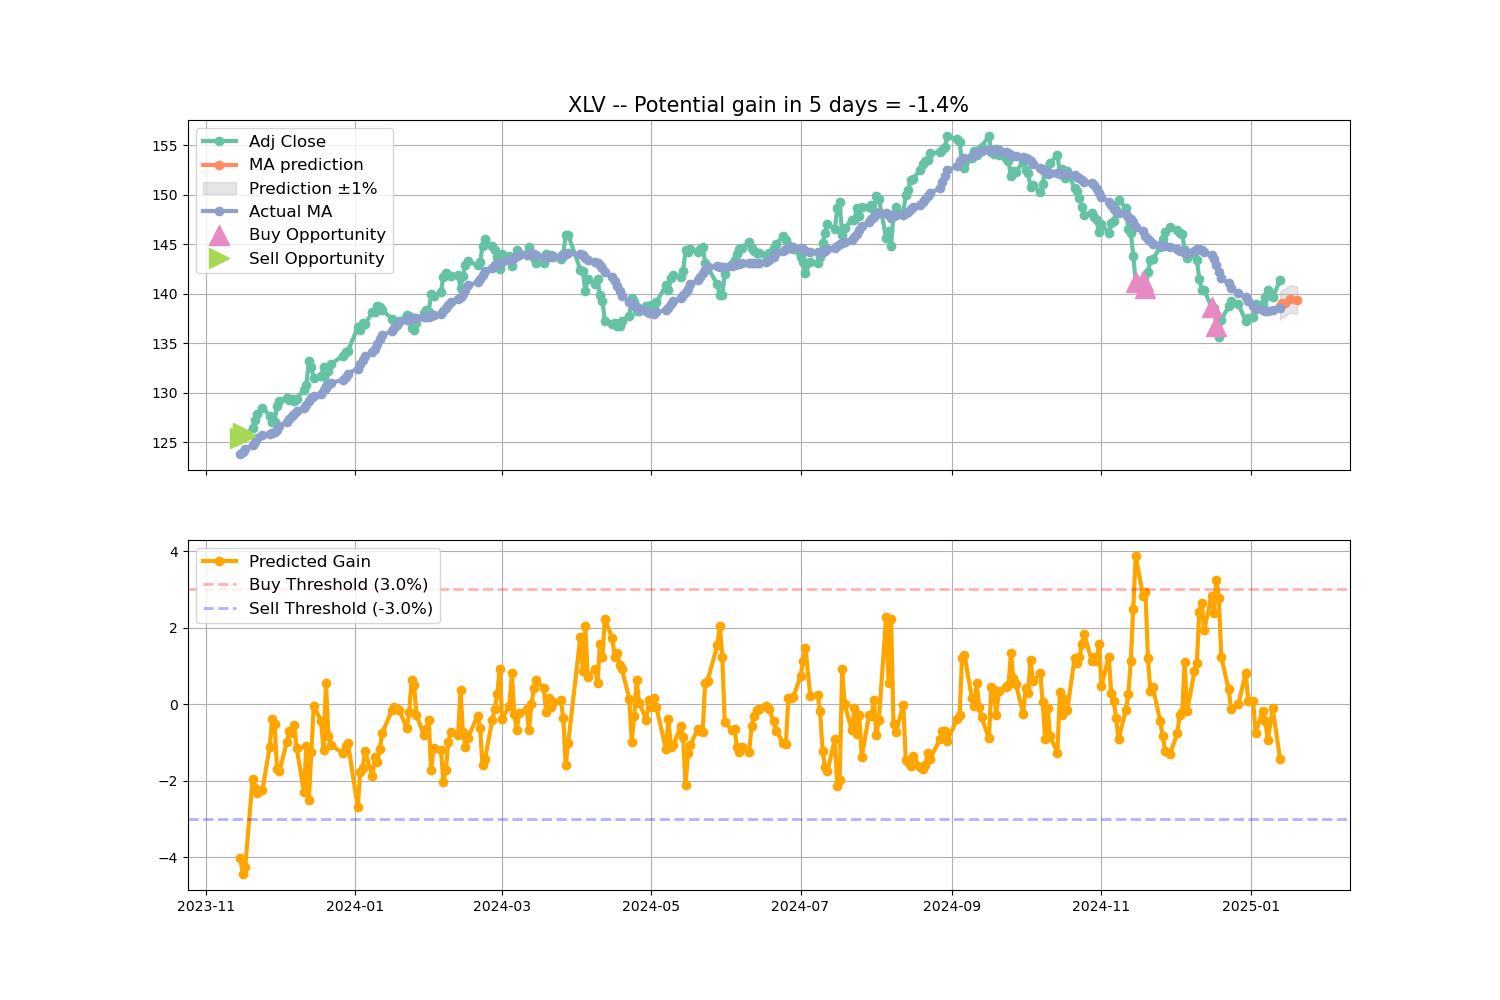 XLV -- Potential gain in 5 days = -1.4%
Adj Close
MA prediction
Prediction ±1%
Actual MA
Buy Opportunity
Sell Opportunity
155
150
145
140
135
130
125
Predicted Gain
Buy Threshold (3.0%)
Sell Threshold (-3.0%)
4
2
0
−2
−4
2023-11
2024-01
2024-03
2024-05
2024-07
2024-09
2024-11
2025-01